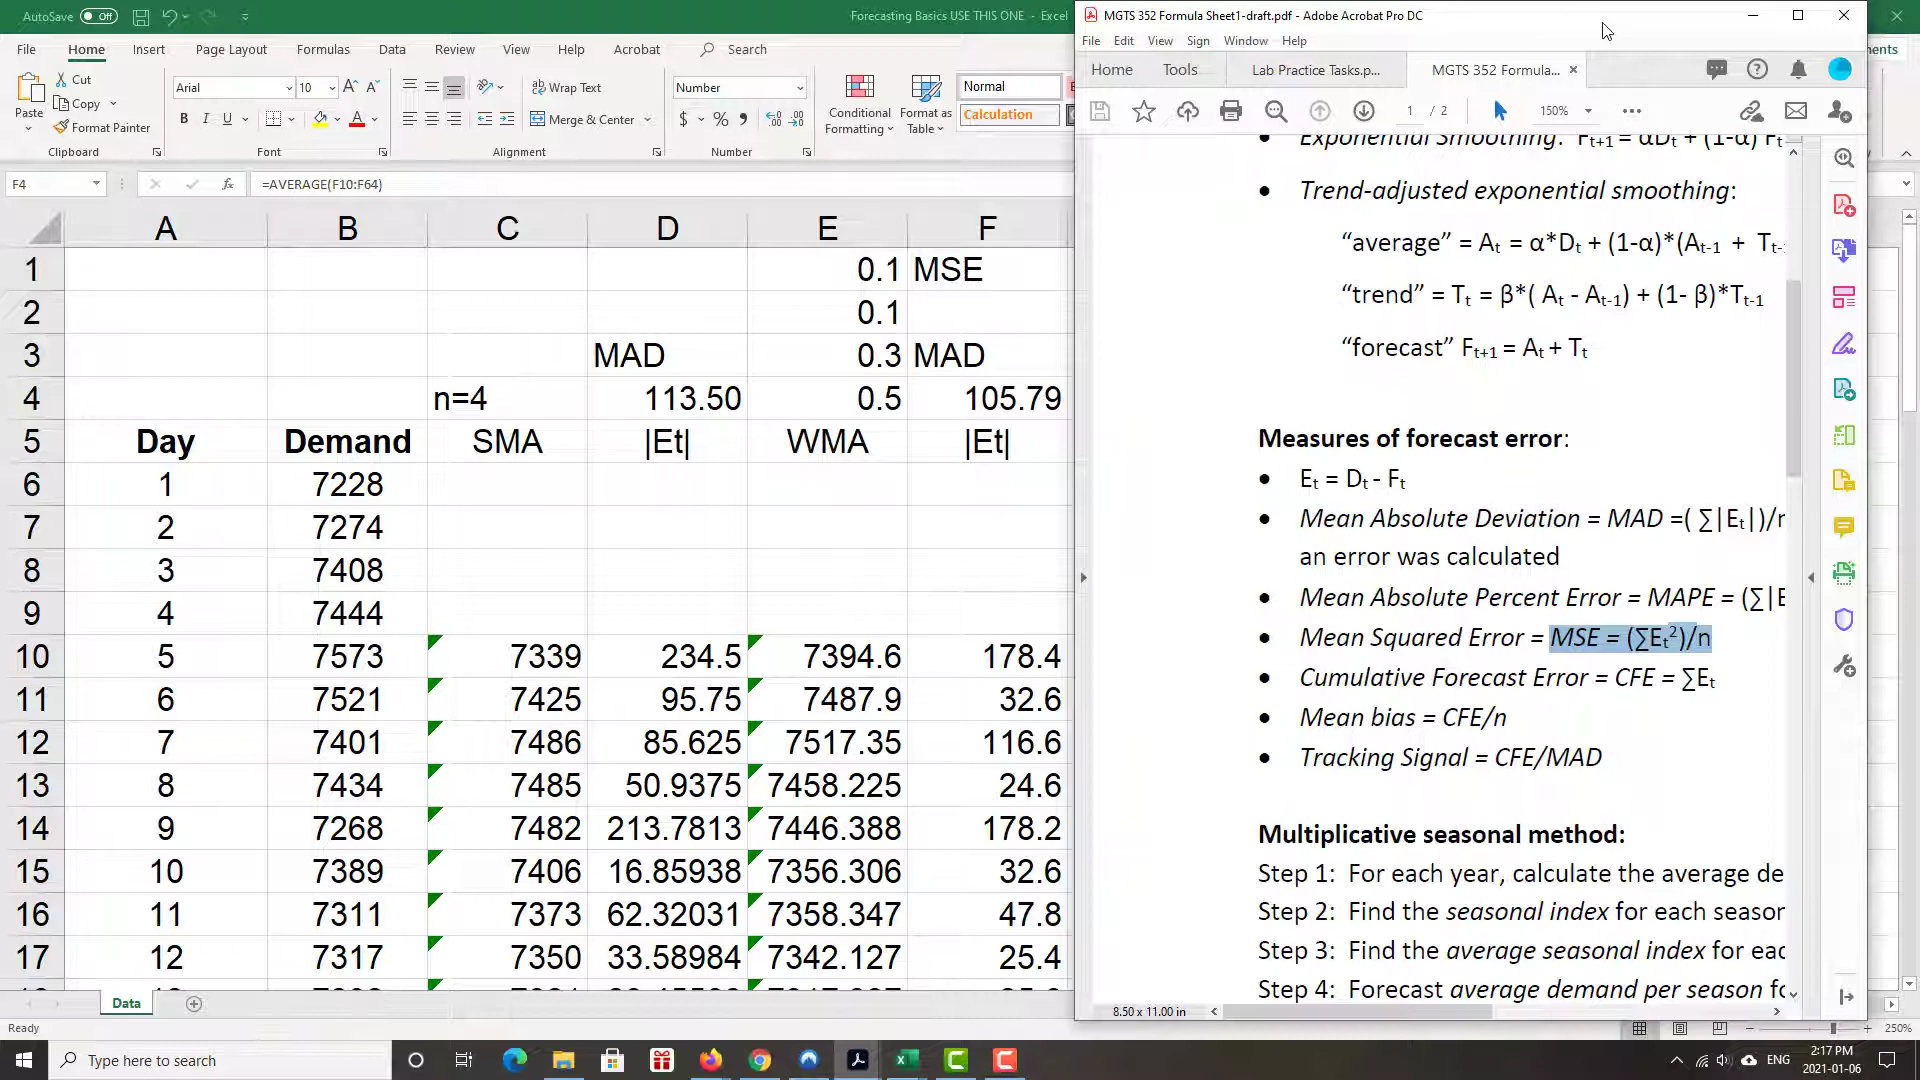 AutoSave Off
Forecasting Basics USE THIS ONE - Excel
File Home Insert Page Layout Formulas Data Review View Help Acrobat Search
Paste
Cut
Copy
Format Painter
Clipboard
Arial 10
B I U
Font
Wrap Text
Merge & Center
Alignment
Number
$ % 9
Number
Conditional Formatting
Format as Table
Normal
Calculation
F4
fx =AVERAGE(F10:F64)
A B C D E F
1 0.1 MSE
2 0.1
3 MAD 0.3 MAD
4 n=4 113.50 0.5 105.79
5 Day Demand SMA |Et| WMA |Et|
6 1 7228
7 2 7274
8 3 7408
9 4 7444
10 5 7573 7339 234.5 7394.6 178.4
11 6 7521 7425 95.75 7487.9 32.6
12 7 7401 7486 85.625 7517.35 116.6
13 8 7434 7485 50.9375 7458.225 24.6
14 9 7268 7482 213.7813 7446.388 178.2
15 10 7389 7406 16.85938 7356.306 32.6
16 11 7311 7373 62.32031 7358.347 47.8
17 12 7317 7350 33.58984 7342.127 25.4
Data
Ready
250%
MGTS 352 Formula Sheet1-draft.pdf - Adobe Acrobat Pro DC
File Edit View Sign Window Help
Home Tools Lab Practice Tasks.p... MGTS 352 Formula... ×
1 / 2 150%
• Exponential Smoothing: Ft+1 = αDt + (1-α) Ft
• Trend-adjusted exponential smoothing:
“average” = At = α*Dt + (1-α)*(At-1 + Tt-
“trend” = Tt = β*( At - At-1) + (1- β)*Tt-1
“forecast” Ft+1 = At + Tt
Measures of forecast error:
• Et = Dt - Ft
• Mean Absolute Deviation = MAD =( ∑|Et|)/n
an error was calculated
• Mean Absolute Percent Error = MAPE = (∑|E
• Mean Squared Error = MSE = (∑Et²)/n
• Cumulative Forecast Error = CFE = ∑Et
• Mean bias = CFE/n
• Tracking Signal = CFE/MAD
Multiplicative seasonal method:
Step 1: For each year, calculate the average de
Step 2: Find the seasonal index for each season
Step 3: Find the average seasonal index for eac
Step 4: Forecast average demand per season fo
8.50 x 11.00 in
Type here to search
ENG
2:17 PM
2021-01-06